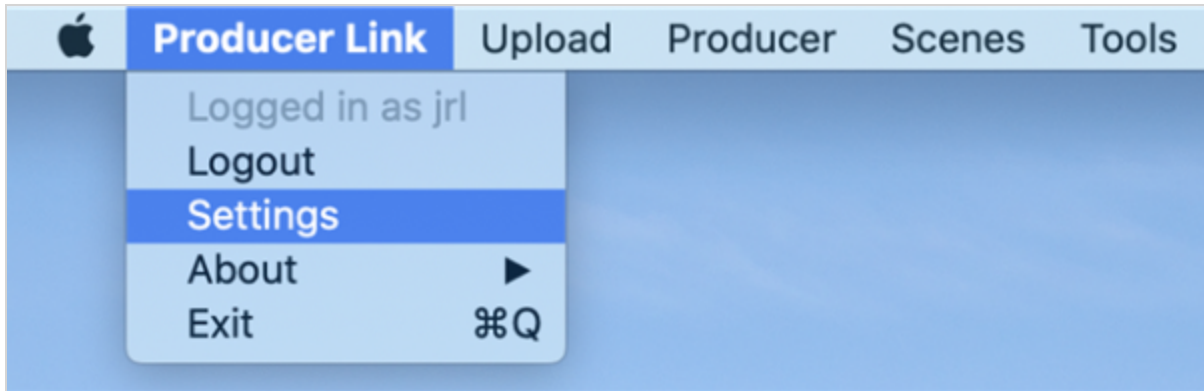 Producer Link Upload Producer Scenes Tools
Logged in as jrl
Logout
Settings
About ▶
Exit ⌘Q